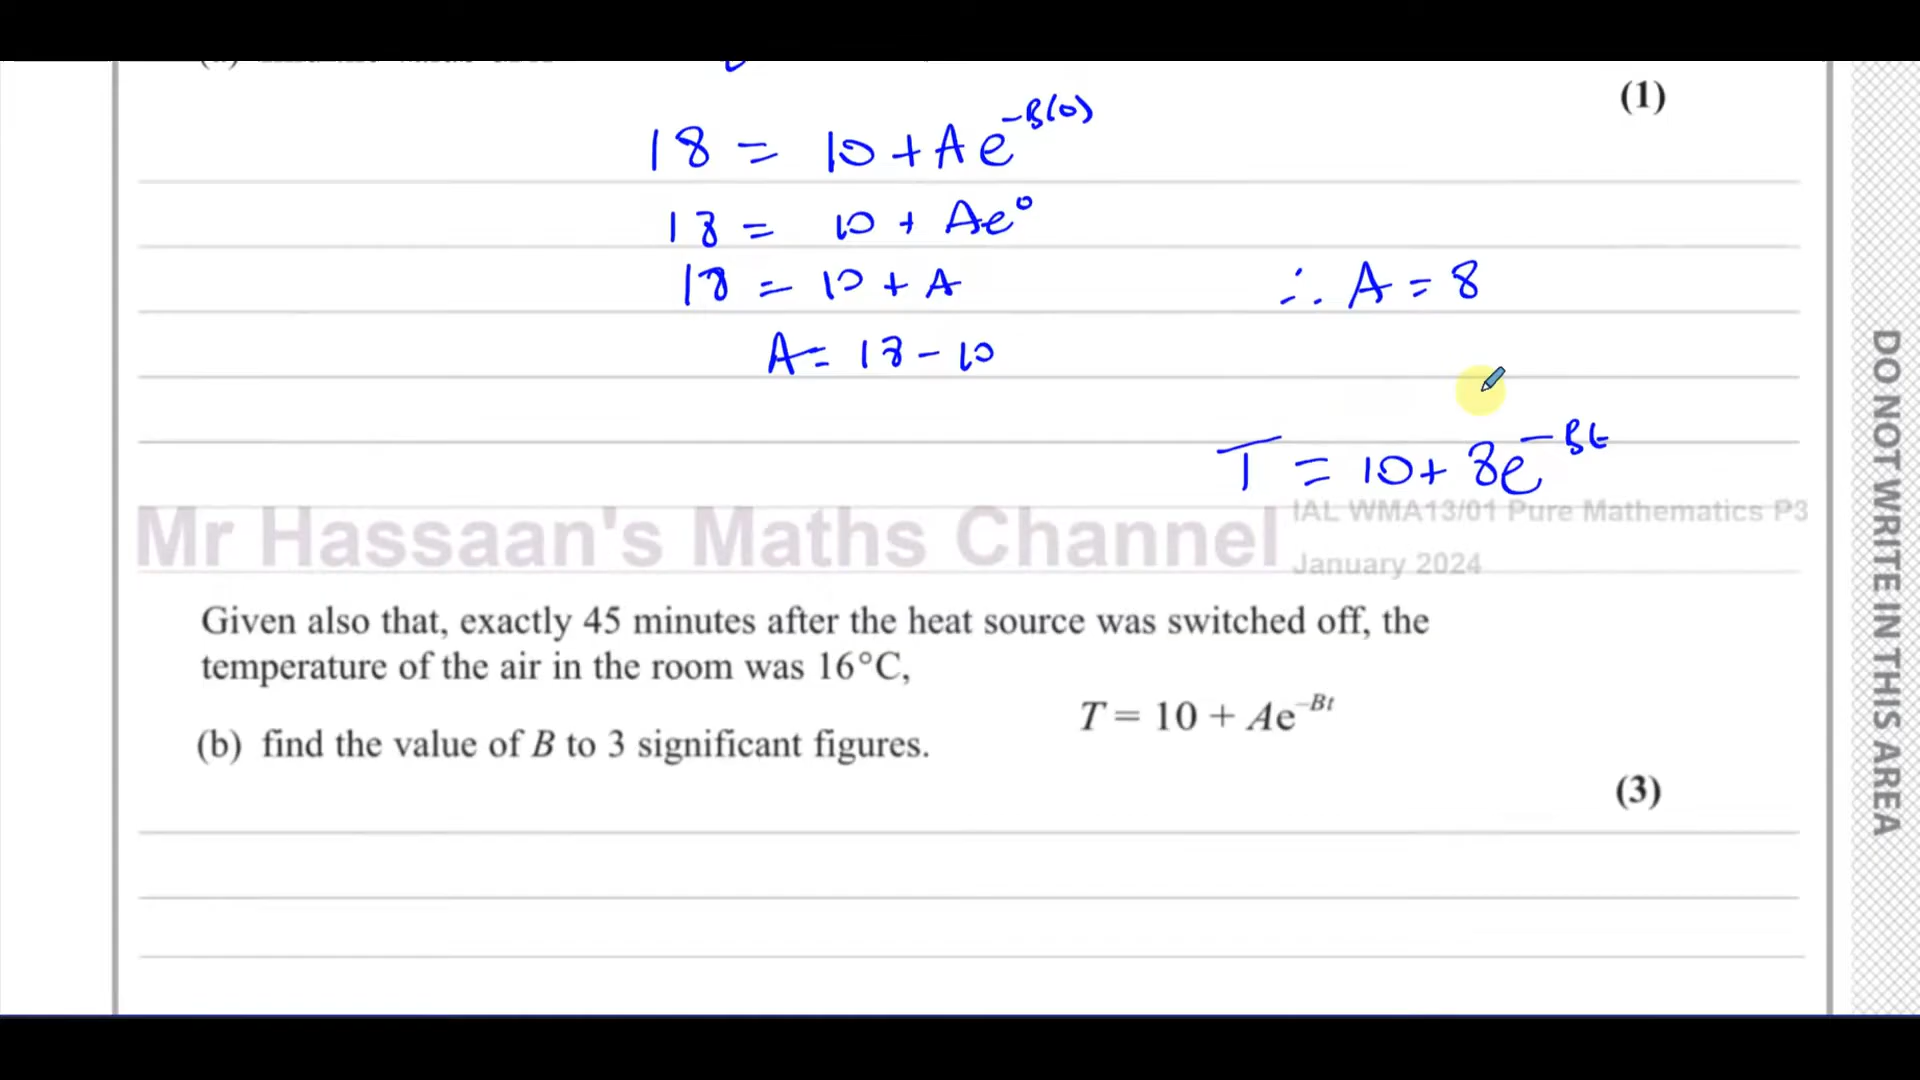 (1)
18 = 10 + Ae^-B(0)
18 = 10 + Ae^0
18 = 10 + A
∴ A = 8
A = 18 - 10
T = 10 + 8e^-Bt
Mr Hassaan's Maths Channel
IAL WMA13/01 Pure Mathematics P3
January 2024
Given also that, exactly 45 minutes after the heat source was switched off, the
temperature of the air in the room was 16°C,
T = 10 + Ae^-Bt
(b) find the value of B to 3 significant figures.
(3)
DO NOT WRITE IN THIS AREA